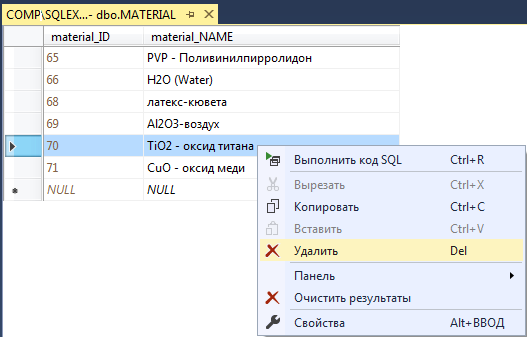 COMP\SQLEX...- dbo.MATERIAL
material_ID material_NAME
65 PVP - Поливинилпирролидон
66 H2O (Water)
68 латекс-кювета
69 Al2O3-воздух
70 TiO2 - оксид титана
71 CuO - оксид меди
NULL NULL
Выполнить код SQL Ctrl+R
Вырезать Ctrl+X
Копировать Ctrl+C
Вставить Ctrl+V
Удалить Del
Панель
Очистить результаты
Свойства Alt+ВВОД